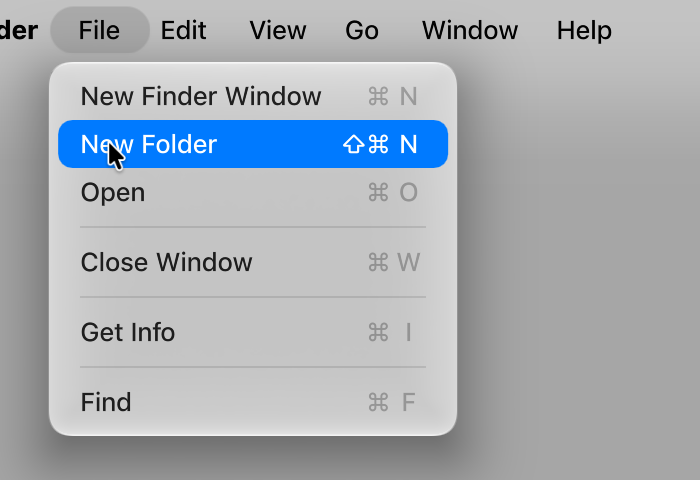 der File Edit View Go Window Help
New Finder Window ⌘ N
New Folder ⇧⌘ N
Open ⌘ O
Close Window ⌘ W
Get Info ⌘ I
Find ⌘ F